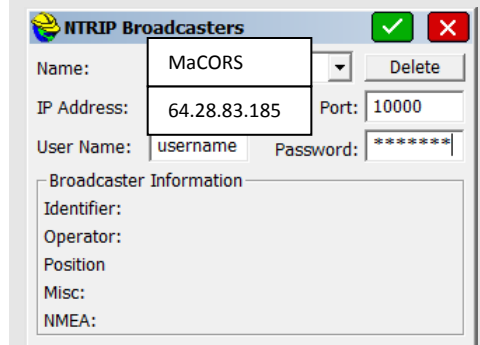 NTRIP Broadcasters
Name: MaCORS Delete
IP Address: 64.28.83.185 Port: 10000
User Name: username Password: *******
Broadcaster Information
Identifier:
Operator:
Position
Misc:
NMEA: